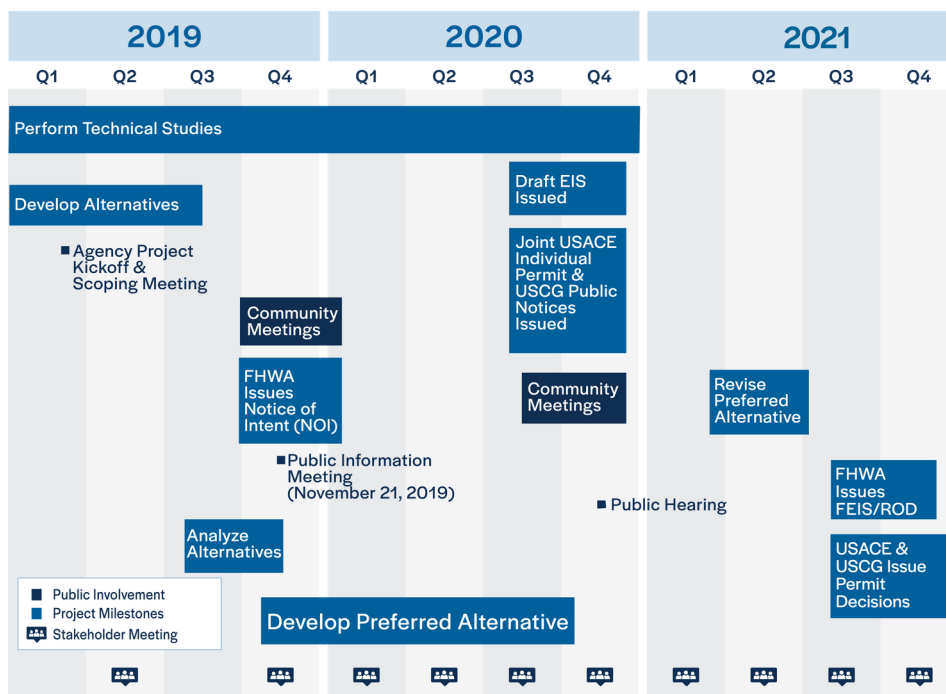 2019
2020
2021
Q1
Q2
Q3
Q4
Q1
Q2
Q3
Q4
Q1
Q2
Q3
Q4
Perform Technical Studies
Draft EIS
Issued
Develop Alternatives
Joint USACE
Individual
Permit &
USCG Public
Notices
Issued
Agency Project
Kickoff &
Scoping Meeting
Community
Meetings
FHWA
Issues
Notice of
Intent (NOI)
Community
Meetings
Revise
Preferred
Alternative
Public Information
Meeting
(November 21, 2019)
Public Hearing
FHWA
Issues
FEIS/ROD
Analyze
Alternatives
USACE &
USCG Issue
Permit
Decisions
Develop Preferred Alternative
Public Involvement
Project Milestones
Stakeholder Meeting